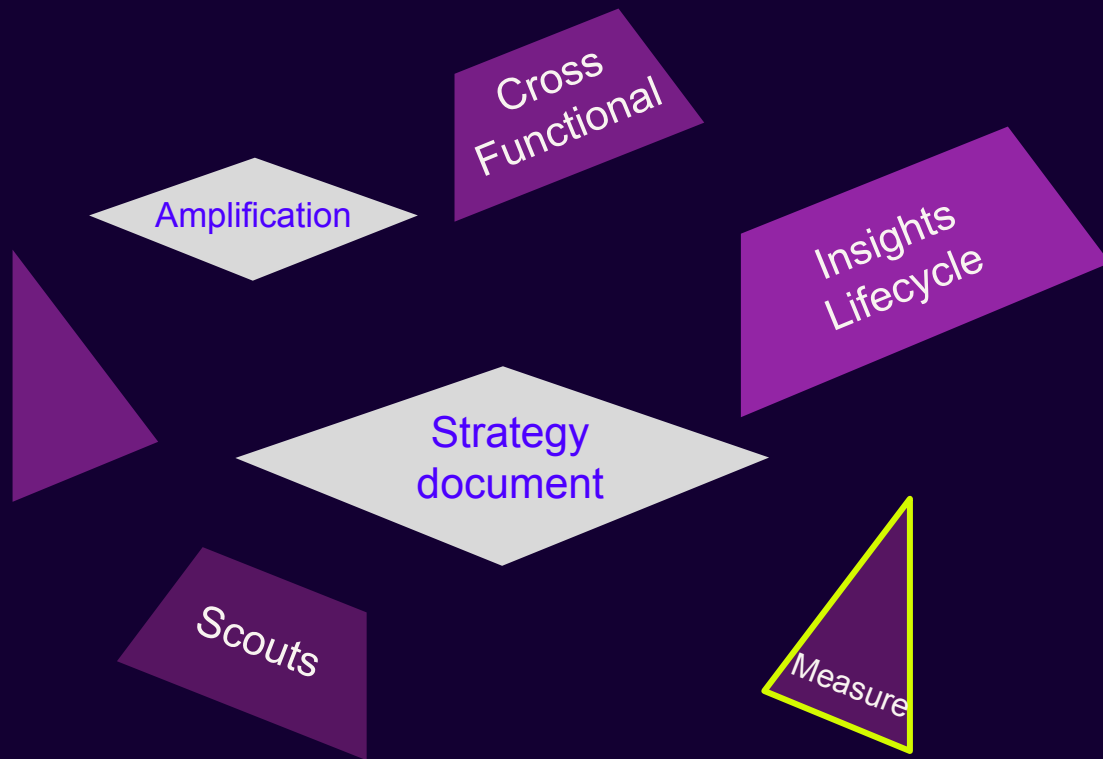 Cross
Functional
Amplification
Insights
Lifecycle
Strategy
document
Scouts
Measure